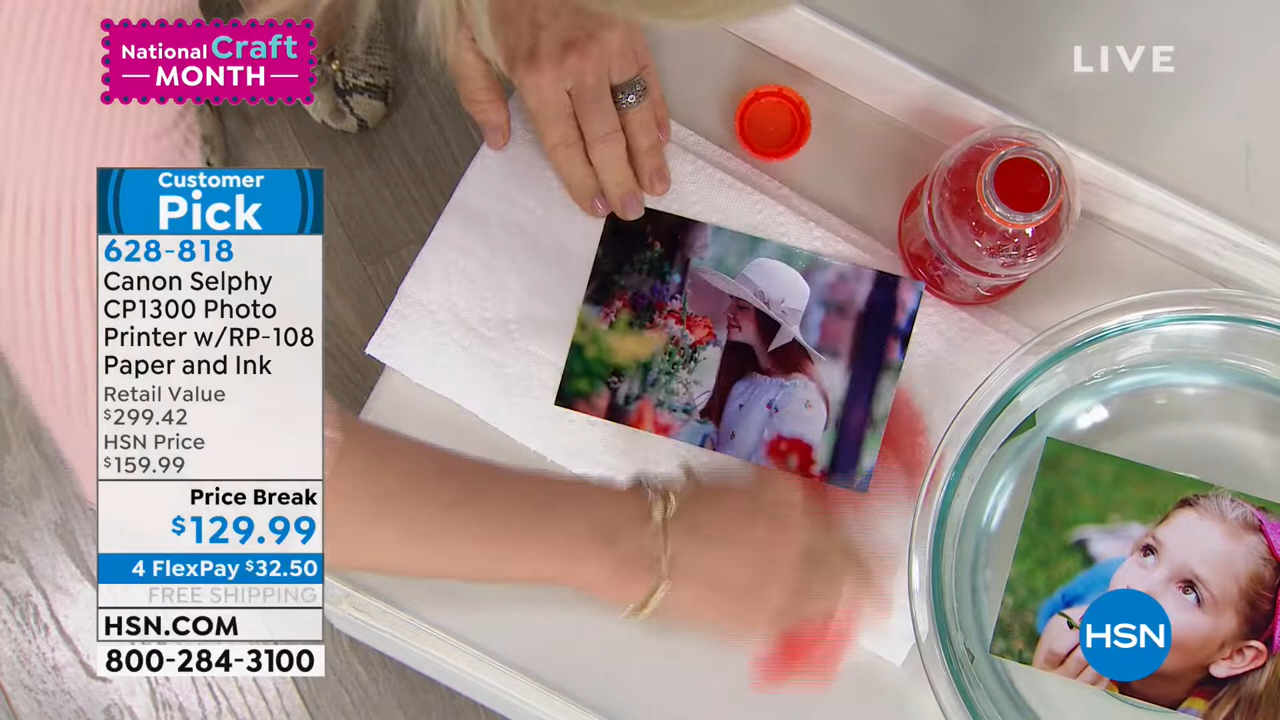 National Craft
MONTH
LIVE
Customer
Pick
628-818
Canon Selphy
CP1300 Photo
Printer w/RP-108
Paper and Ink
Retail Value
$299.42
HSN Price
$159.99
Price Break
$129.99
4 FlexPay $32.50
FREE SHIPPING
HSN.COM
800-284-3100
HSN